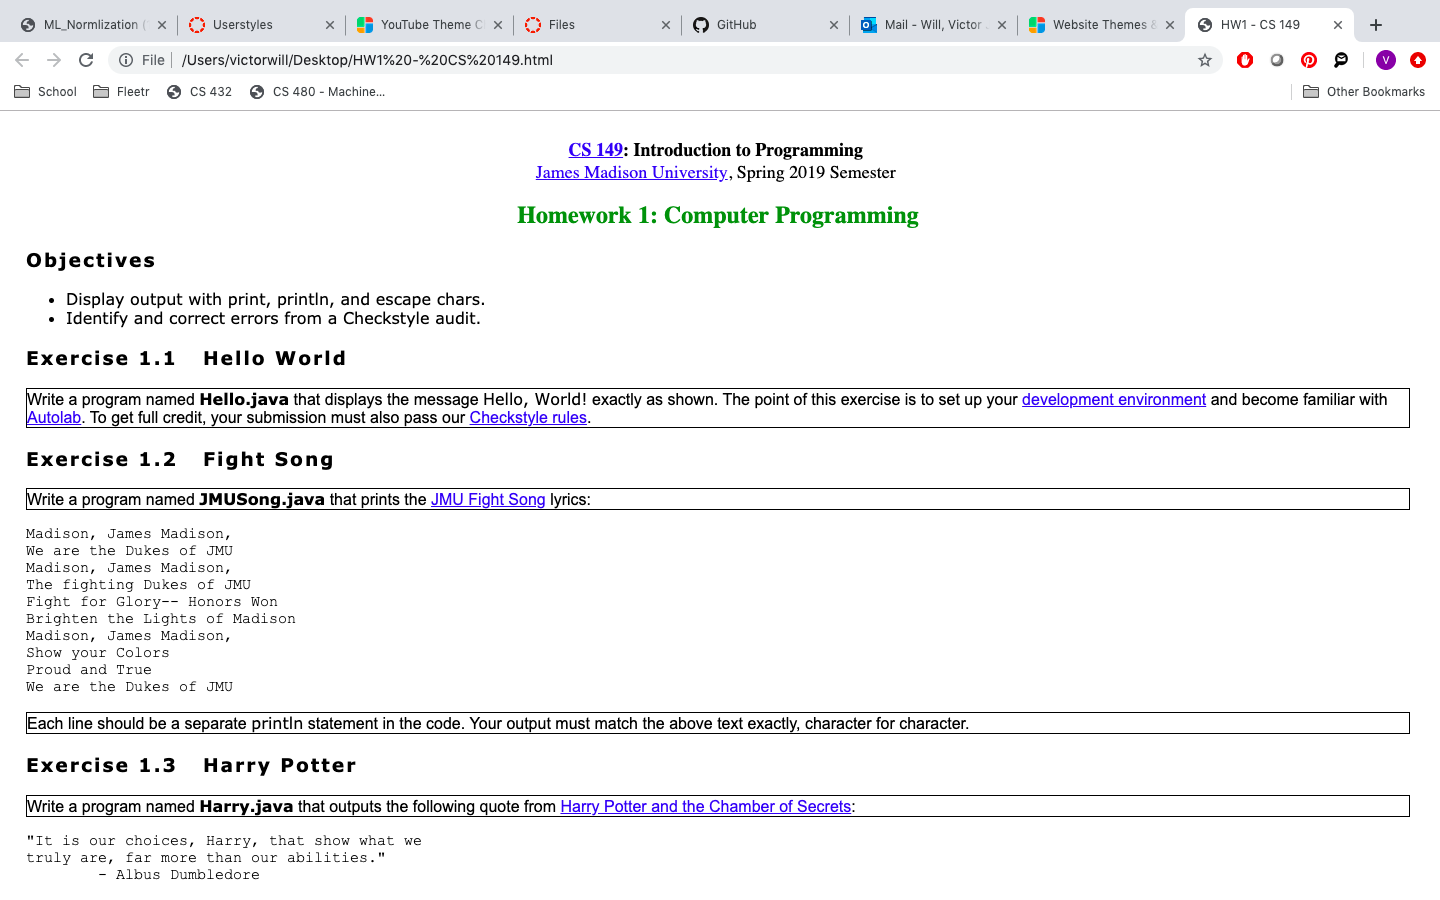 ML_Normlization (
Userstyles
YouTube Theme C
Files
GitHub
Mail - Will, Victor
Website Themes &
HW1 - CS 149
File
/Users/victorwill/Desktop/HW1%20-%20CS%20149.html
V
School
Fleetr
CS 432
CS 480 - Machine...
Other Bookmarks
CS 149: Introduction to Programming
James Madison University, Spring 2019 Semester
Homework 1: Computer Programming
Objectives
• Display output with print, println, and escape chars.
• Identify and correct errors from a Checkstyle audit.
Exercise 1.1 Hello World
Write a program named Hello.java that displays the message Hello, World! exactly as shown. The point of this exercise is to set up your development environment and become familiar with
Autolab. To get full credit, your submission must also pass our Checkstyle rules.
Exercise 1.2 Fight Song
Write a program named JMUSong.java that prints the JMU Fight Song lyrics:
Madison, James Madison,
We are the Dukes of JMU
Madison, James Madison,
The fighting Dukes of JMU
Fight for Glory-- Honors Won
Brighten the Lights of Madison
Madison, James Madison,
Show your Colors
Proud and True
We are the Dukes of JMU
Each line should be a separate println statement in the code. Your output must match the above text exactly, character for character.
Exercise 1.3 Harry Potter
Write a program named Harry.java that outputs the following quote from Harry Potter and the Chamber of Secrets:
"It is our choices, Harry, that show what we
truly are, far more than our abilities."
        - Albus Dumbledore